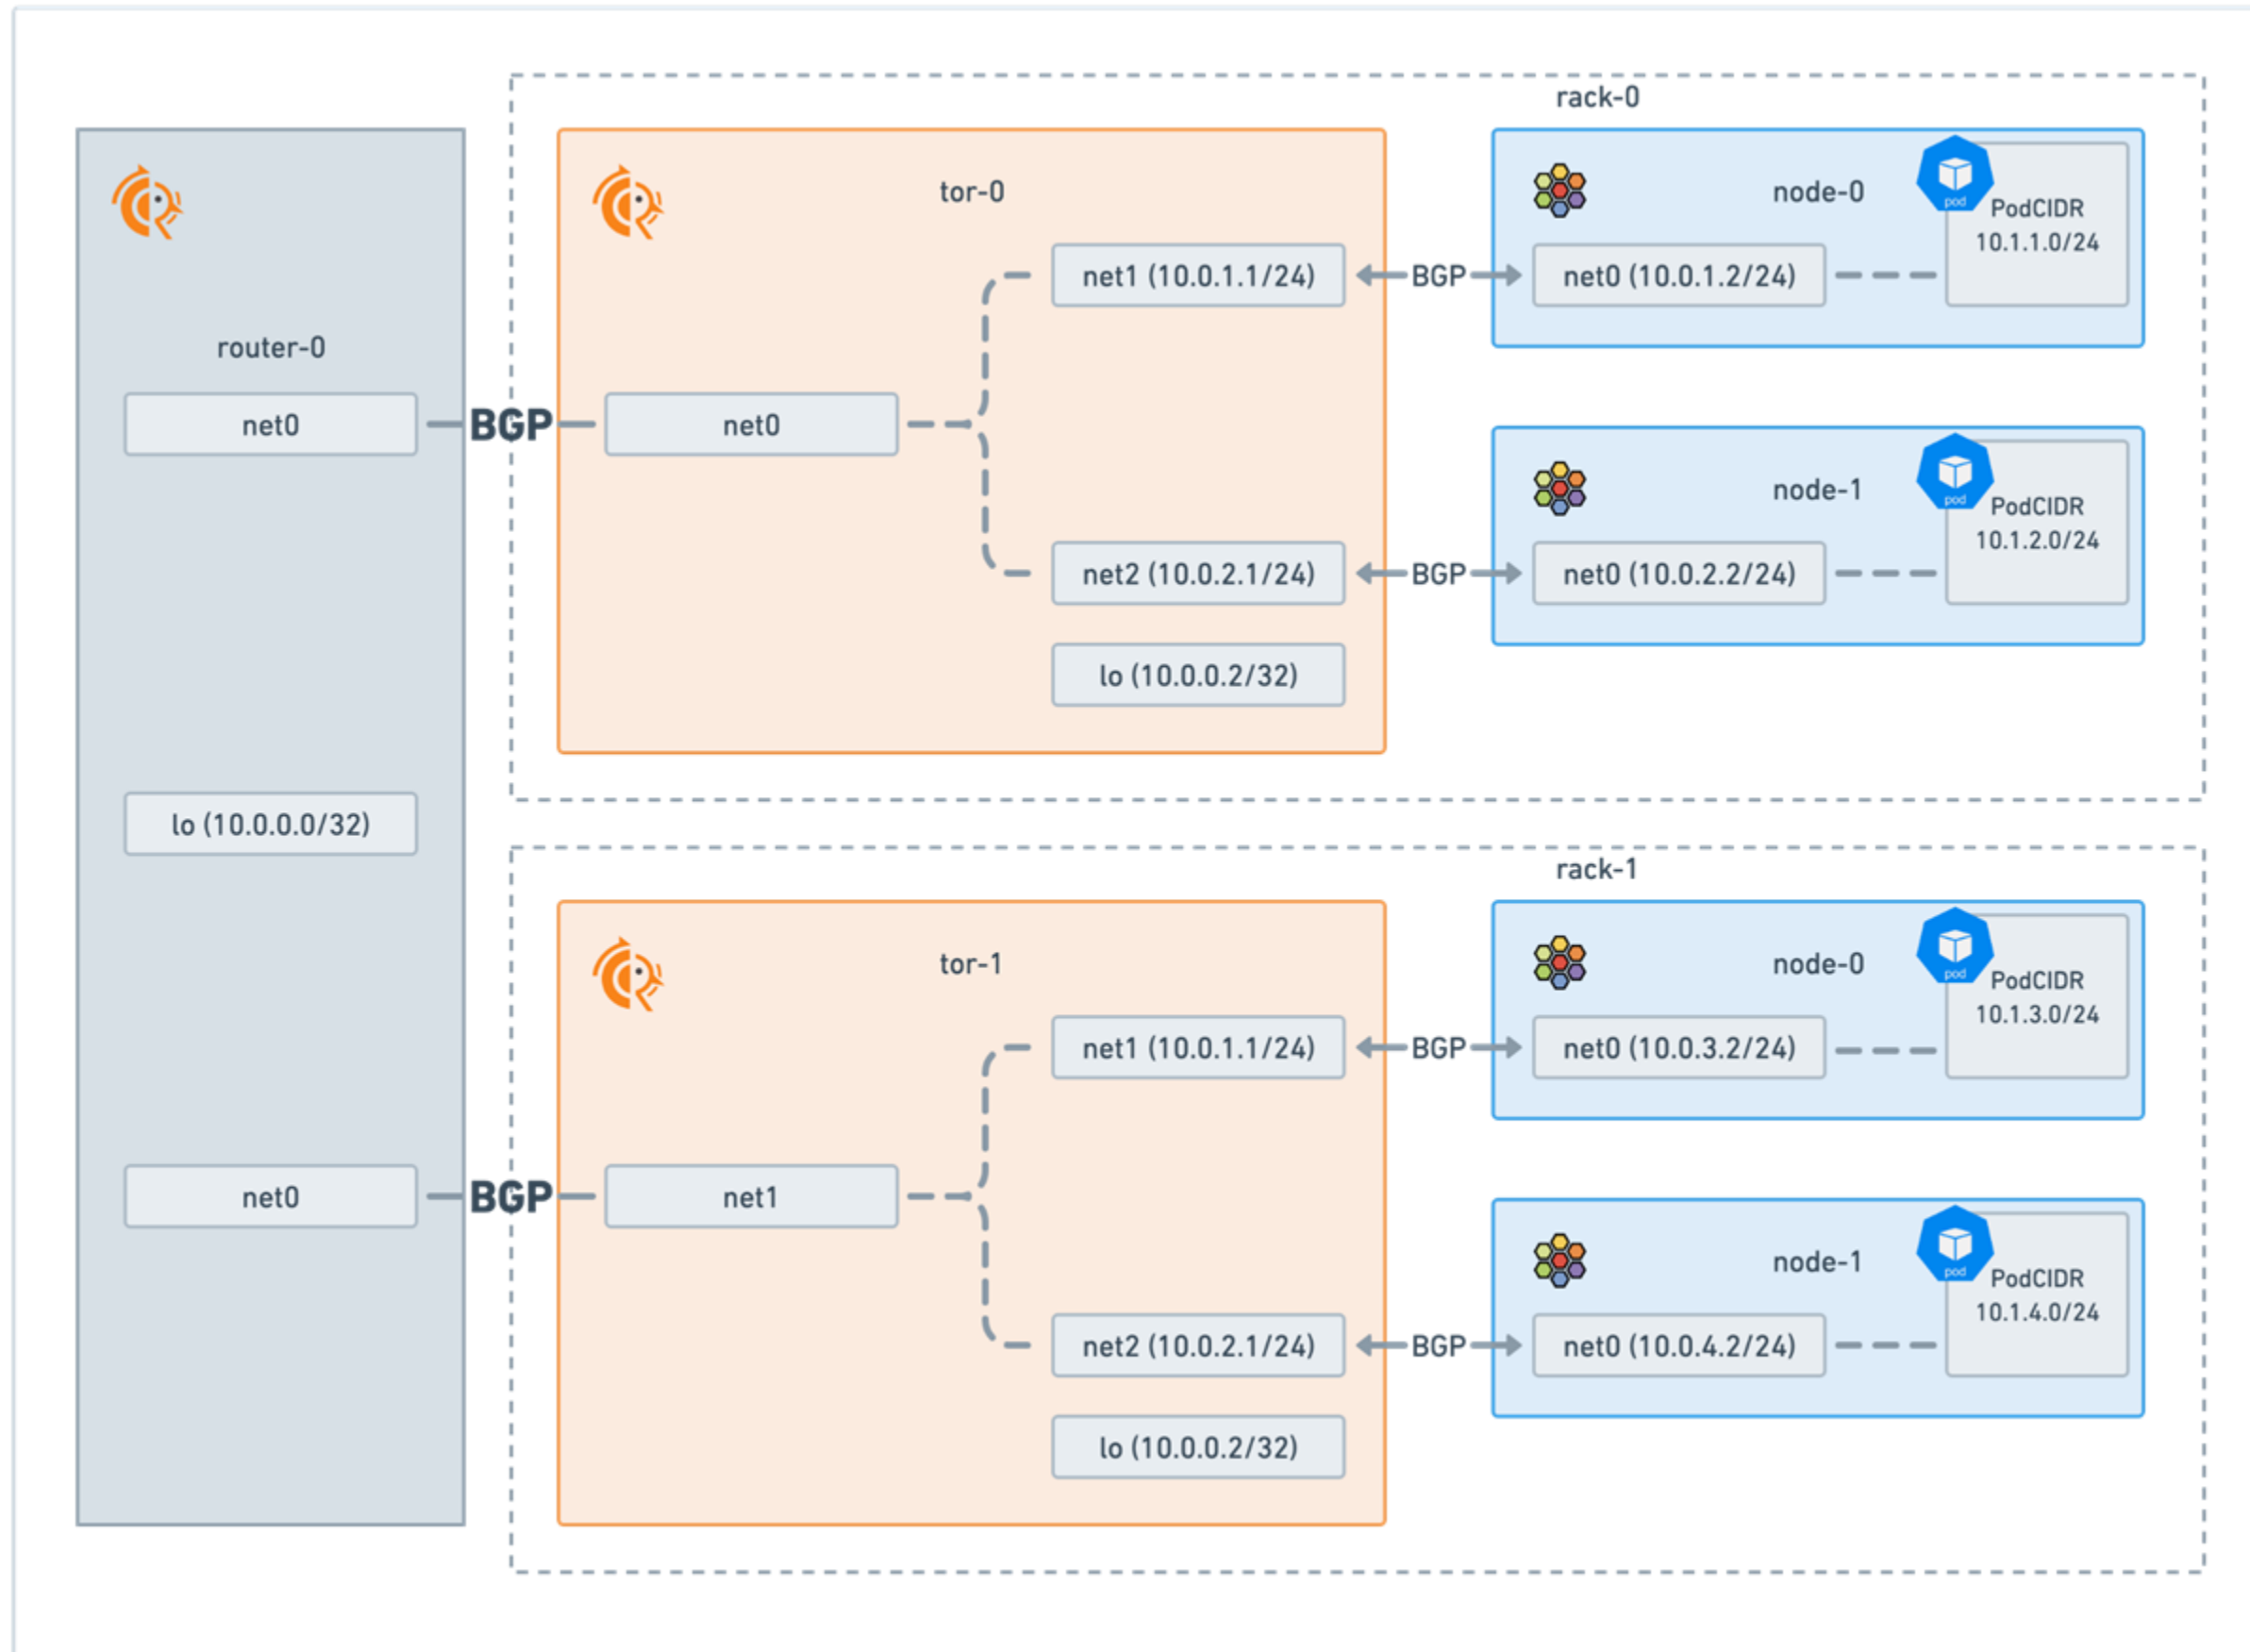 rack-0
router-0
net0
BGP
lo (10.0.0.0/32)
net0
BGP
tor-0
net0
net1 (10.0.1.1/24)
net2 (10.0.2.1/24)
lo (10.0.0.2/32)
BGP
node-0
net0 (10.0.1.2/24)
pod
PodCIDR
10.1.1.0/24
BGP
node-1
net0 (10.0.2.2/24)
pod
PodCIDR
10.1.2.0/24
rack-1
tor-1
net1
net1 (10.0.1.1/24)
net2 (10.0.2.1/24)
lo (10.0.0.2/32)
BGP
node-0
net0 (10.0.3.2/24)
pod
PodCIDR
10.1.3.0/24
BGP
node-1
net0 (10.0.4.2/24)
pod
PodCIDR
10.1.4.0/24